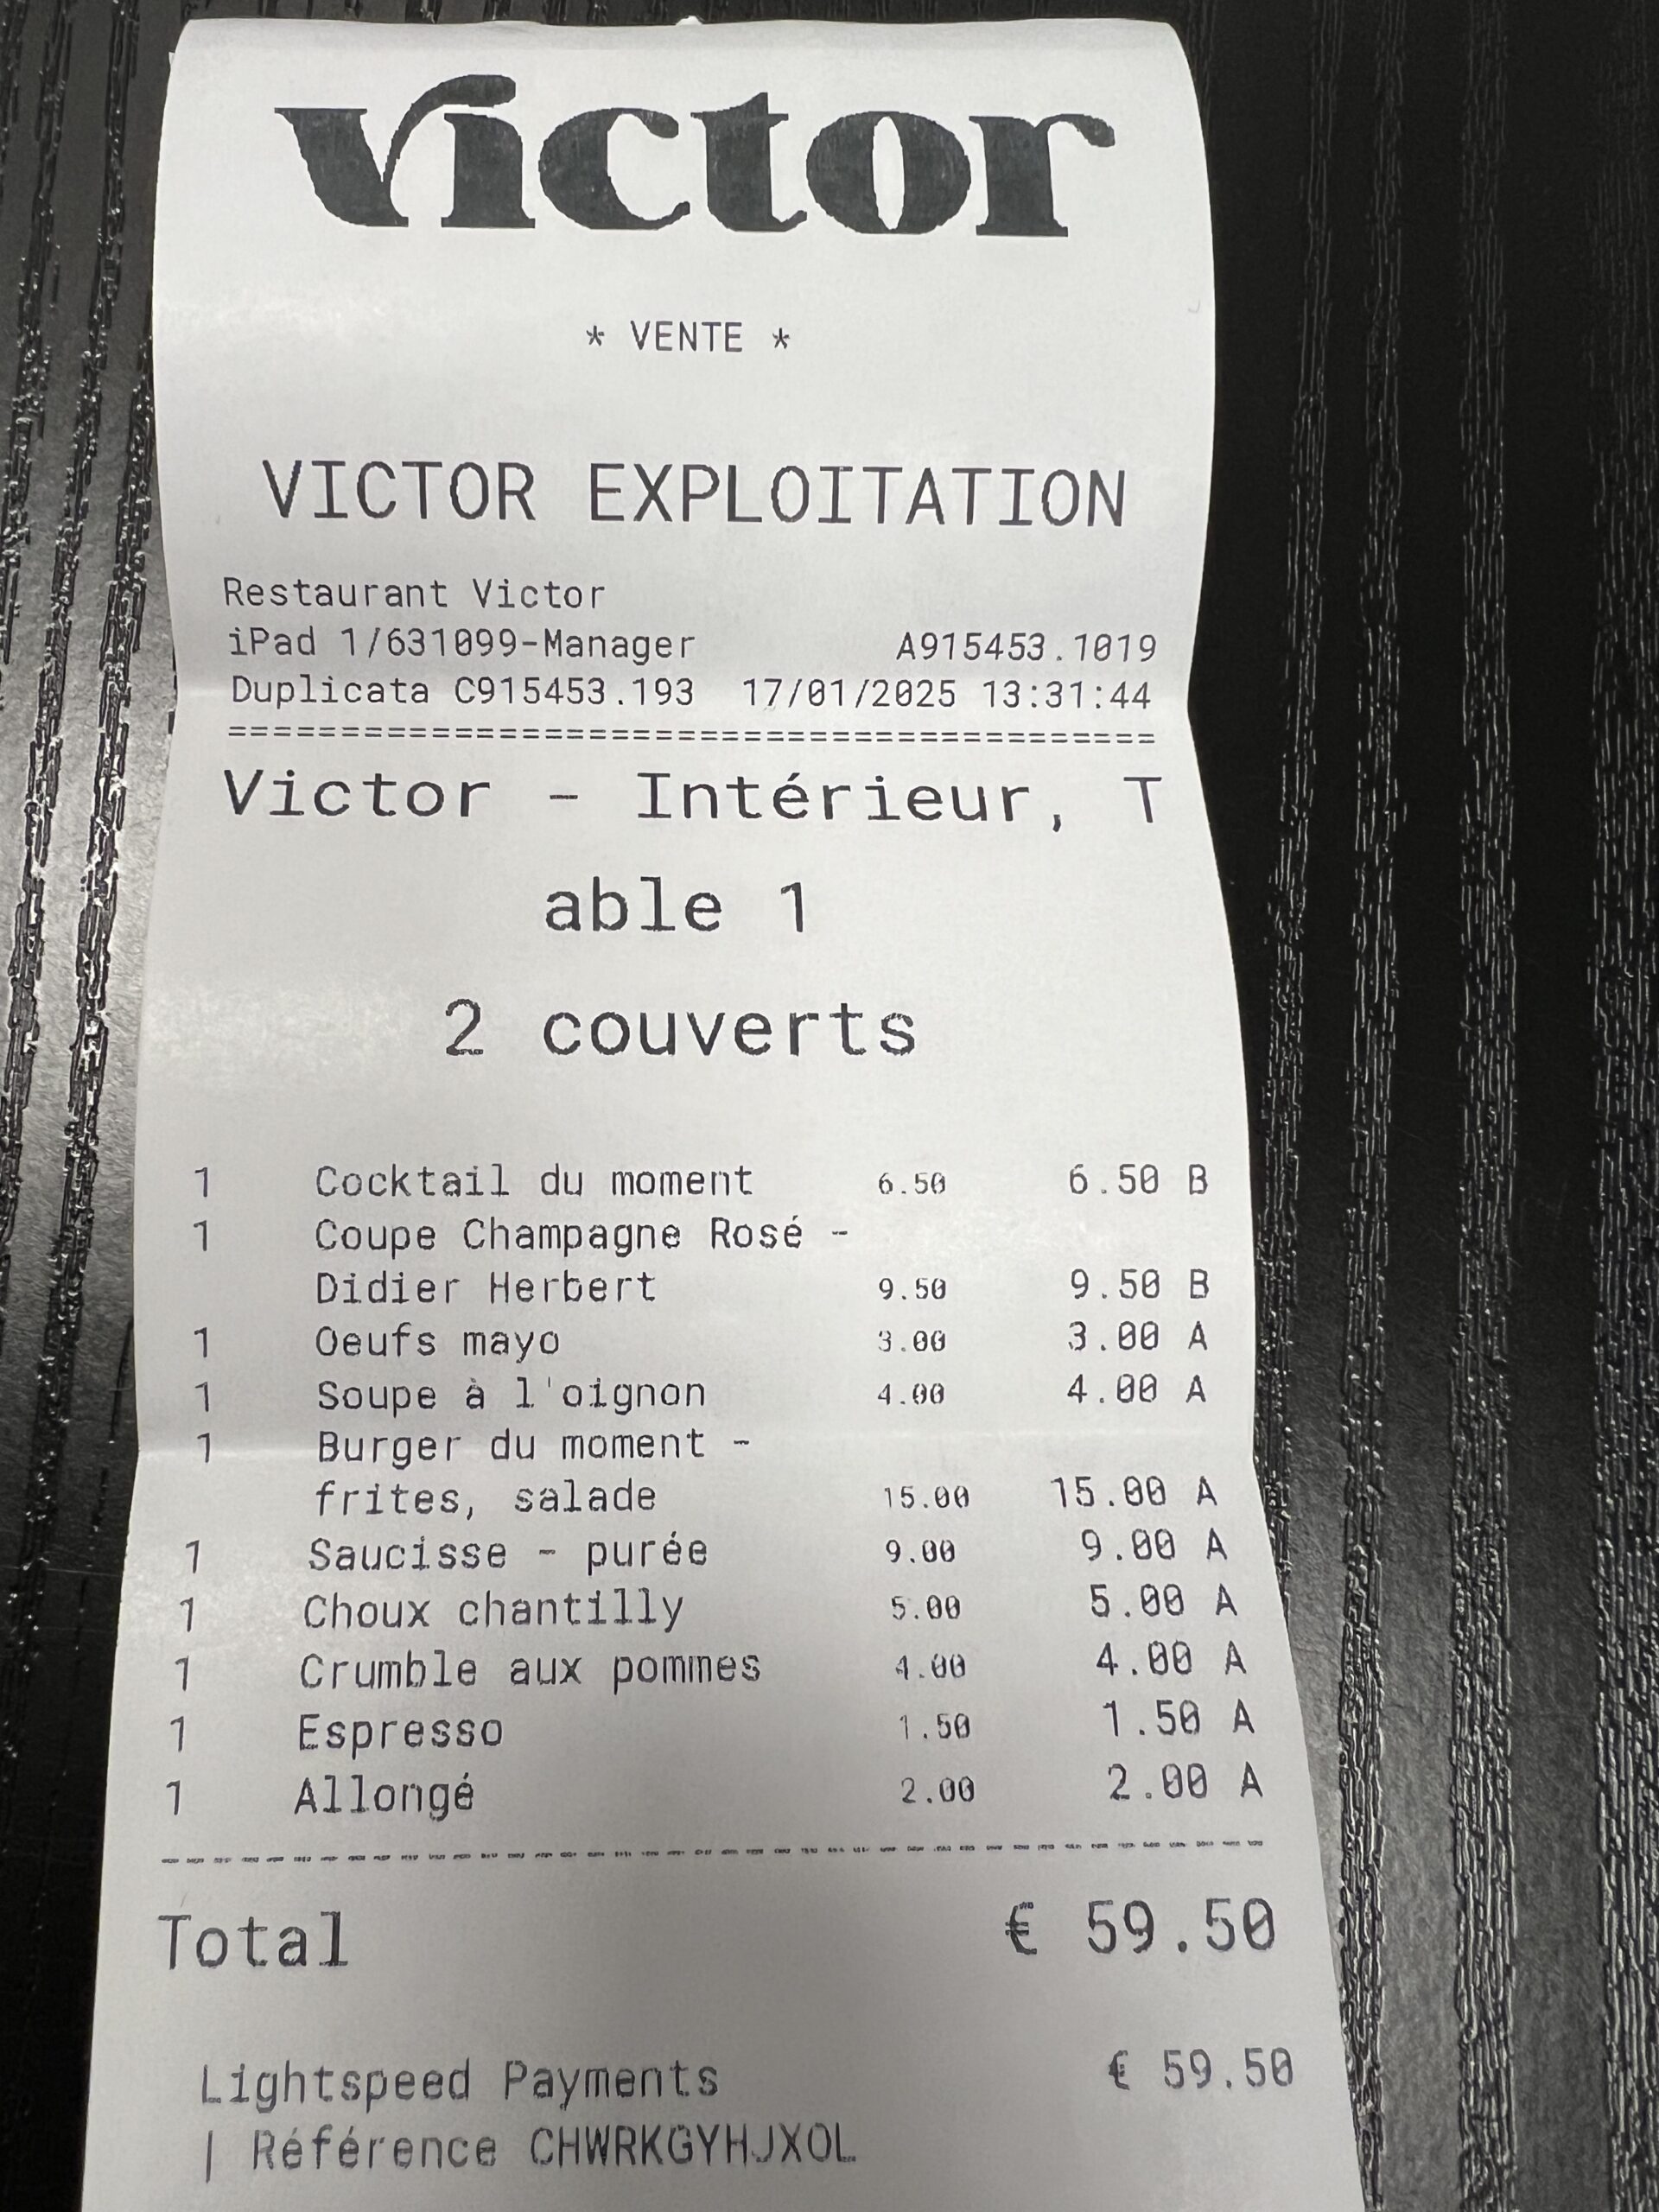 victor
* VENTE *
VICTOR EXPLOITATION
Restaurant Victor
iPad 1/631099-Manager A915453.1019
Duplicata C915453.193 17/01/2025 13:31:44
=========================================
Victor - Intérieur, T
able 1
2 couverts
1 Cocktail du moment 6.50 6.50 B
1 Coupe Champagne Rosé -
Didier Herbert 9.50 9.50 B
1 Oeufs mayo 3.00 3.00 A
1 Soupe à l'oignon 4.00 4.00 A
1 Burger du moment -
frites, salade 15.00 15.00 A
1 Saucisse - purée 9.00 9.00 A
1 Choux chantilly 5.00 5.00 A
1 Crumble aux pommes 4.00 4.00 A
1 Espresso 1.50 1.50 A
1 Allongé 2.00 2.00 A
-----------------------------------------
Total € 59.50
Lightspeed Payments € 59.50
| Référence CHWRKGYHJXOL